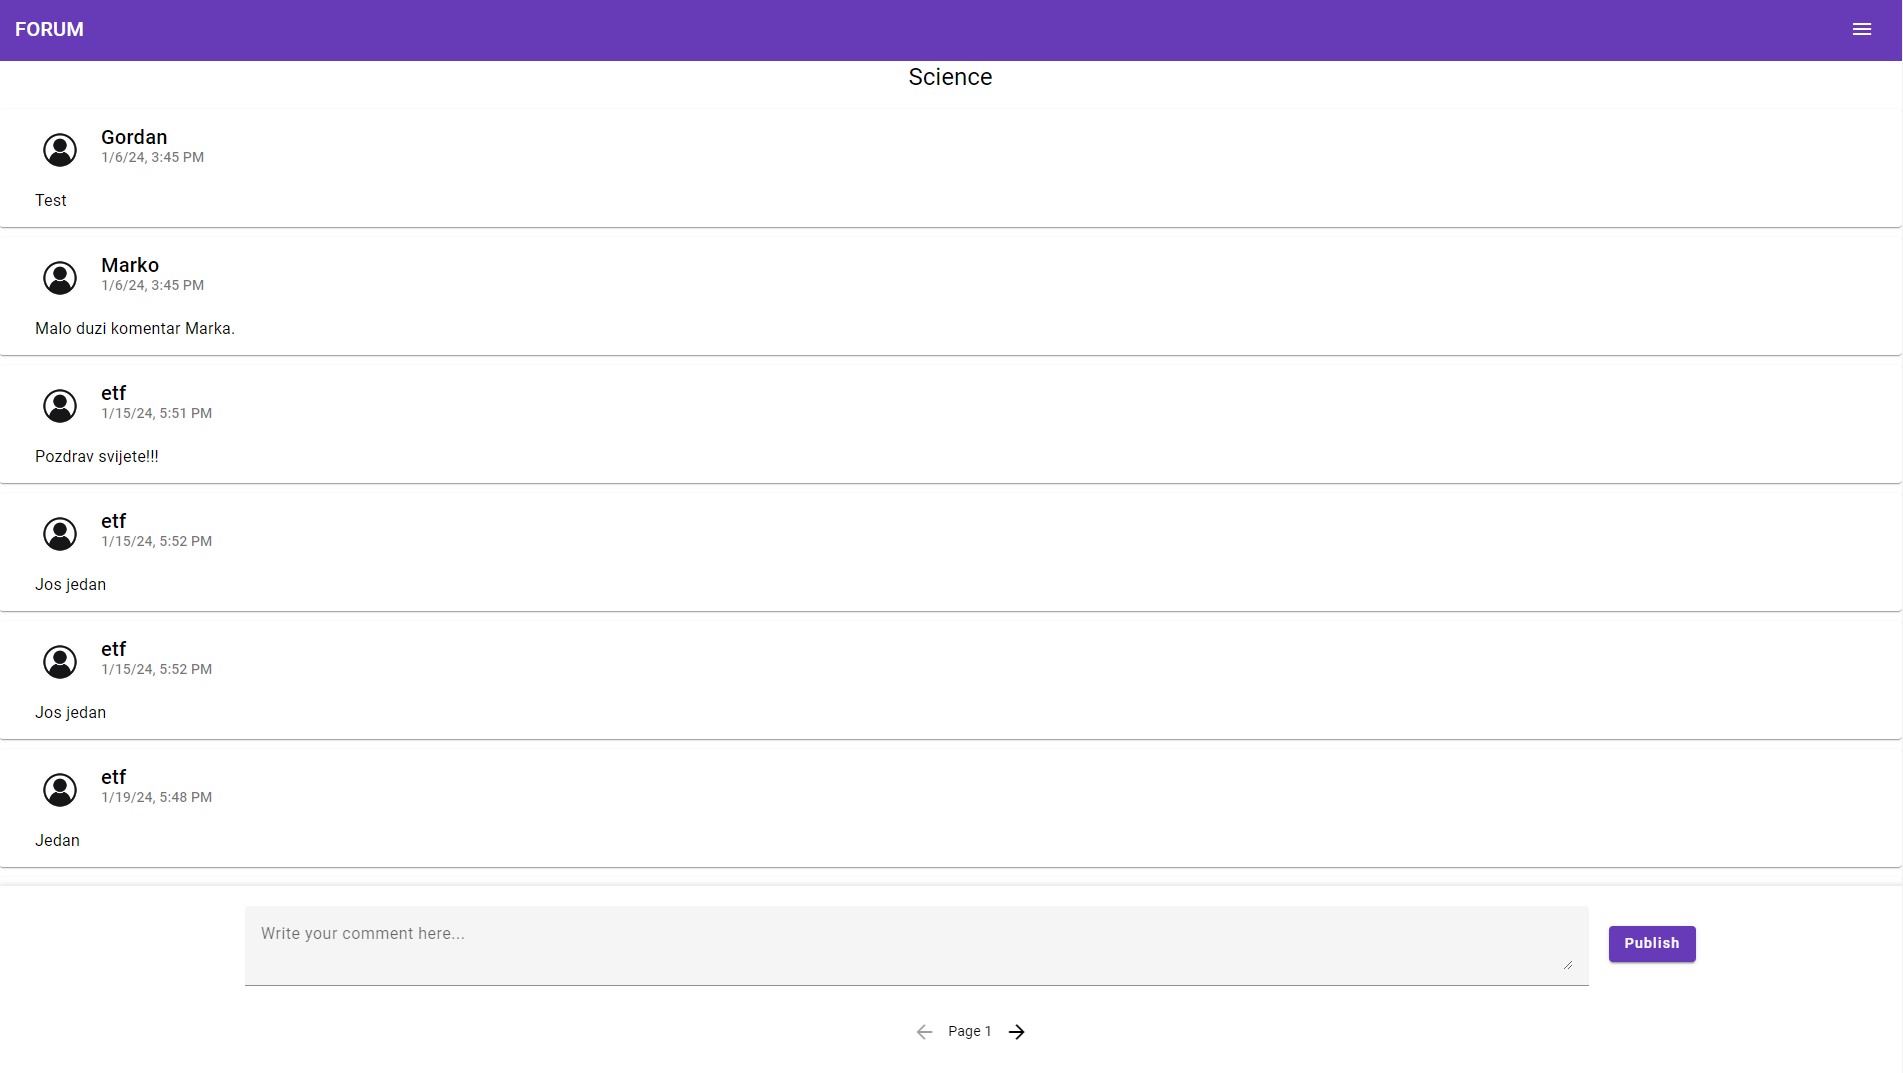 FORUM
Science
Gordan
1/6/24, 3:45 PM
Test
Marko
1/6/24, 3:45 PM
Malo duzi komentar Marka.
etf
1/15/24, 5:51 PM
Pozdrav svijete!!!
etf
1/15/24, 5:52 PM
Jos jedan
etf
1/15/24, 5:52 PM
Jos jedan
etf
1/19/24, 5:48 PM
Jedan
Write your comment here...
Publish
Page 1